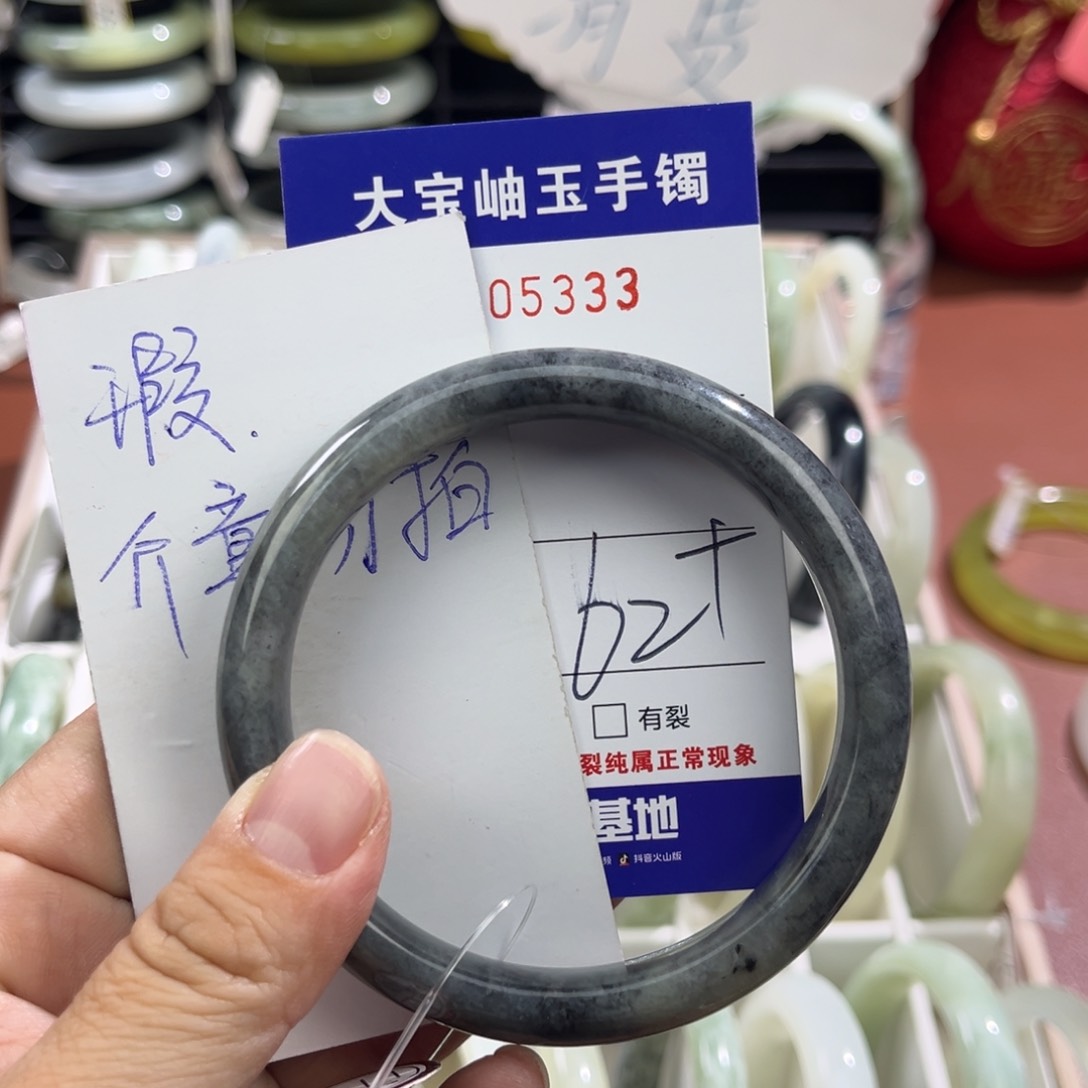 大宝岫玉手镯
05333
瑕.
介意勿拍
62+
□ 有裂
裂纯属正常现象
基地
频 抖音火山版